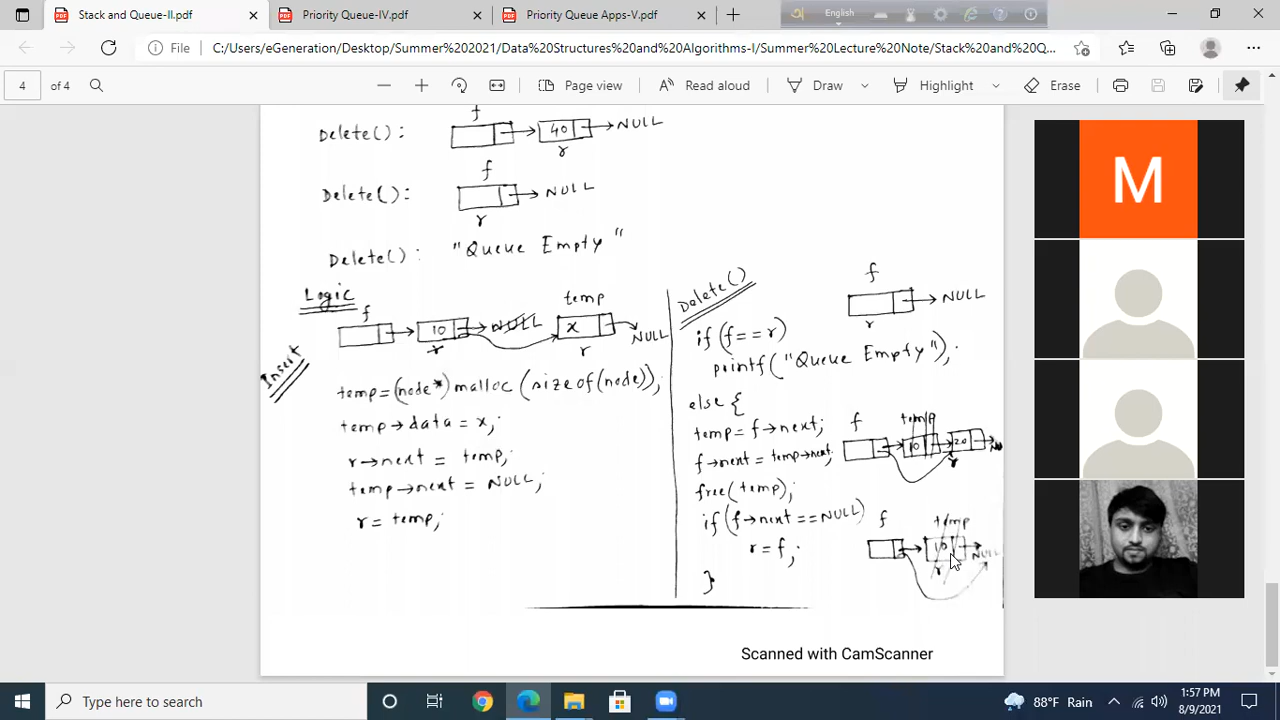 Stack and Queue-II.pdf
Priority Queue-IV.pdf
Priority Queue Apps-V.pdf
English
File
C:/Users/eGeneration/Desktop/Summer%202021/Data%20Structures%20and%20Algorithms-I/Summer%20Lecture%20Note/Stack%20and%20Q...
4 of 4
Page view
Read aloud
Draw
Highlight
Erase
f
Delete(): 40 → NULL
r
f
Delete(): → NULL
r
Delete(): "Queue Empty"
Logic
f temp
10 → NULL x NULL
r r
Insert
temp = (node*) malloc (size of (node));
temp → data = x;
r → next = temp;
temp → next = NULL;
r = temp;
Delete()
f
→ NULL
r
if (f == r)
printf ("Queue Empty");
else {
temp = f → next;
f → next = temp → next;
free (temp);
if (f → next == NULL)
r = f;
}
f temp
10 20
r
f temp
10 NULL
r
Scanned with CamScanner
M
Type here to search
88°F Rain
1:57 PM
8/9/2021